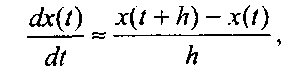 dx(t)/dt ≈ (x(t + h) − x(t))/h ,